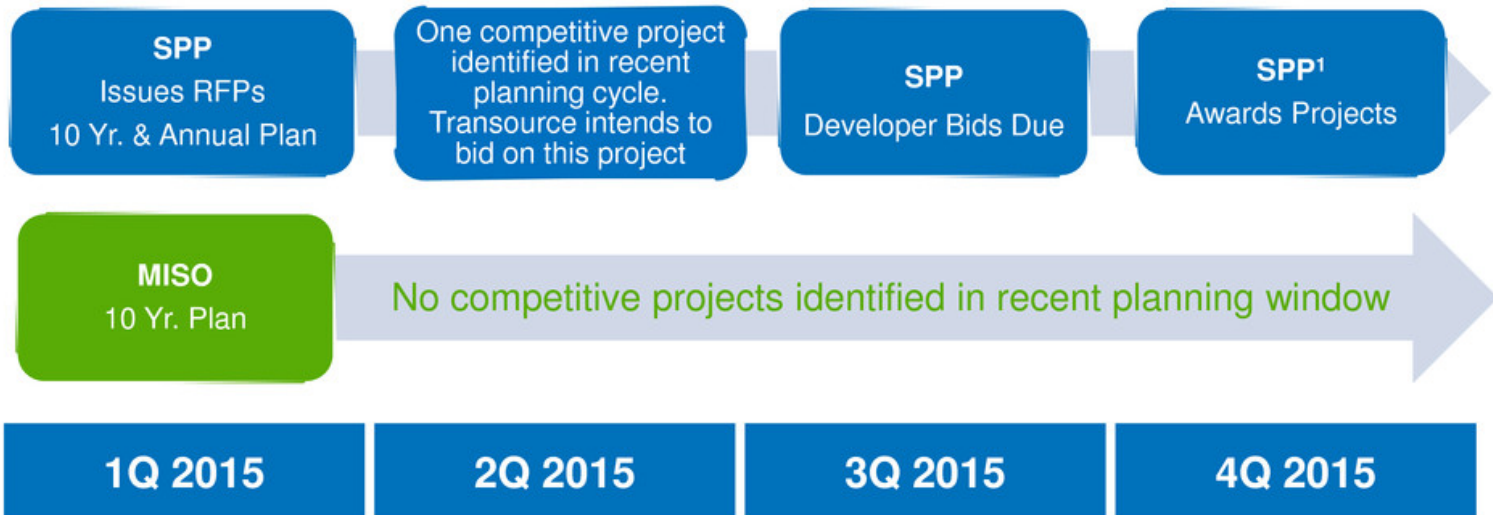 SPP
Issues RFPs
10 Yr. & Annual Plan
One competitive project
identified in recent
planning cycle.
Transource intends to
bid on this project
SPP
Developer Bids Due
SPP¹
Awards Projects
MISO
10 Yr. Plan
No competitive projects identified in recent planning window
1Q 2015
2Q 2015
3Q 2015
4Q 2015